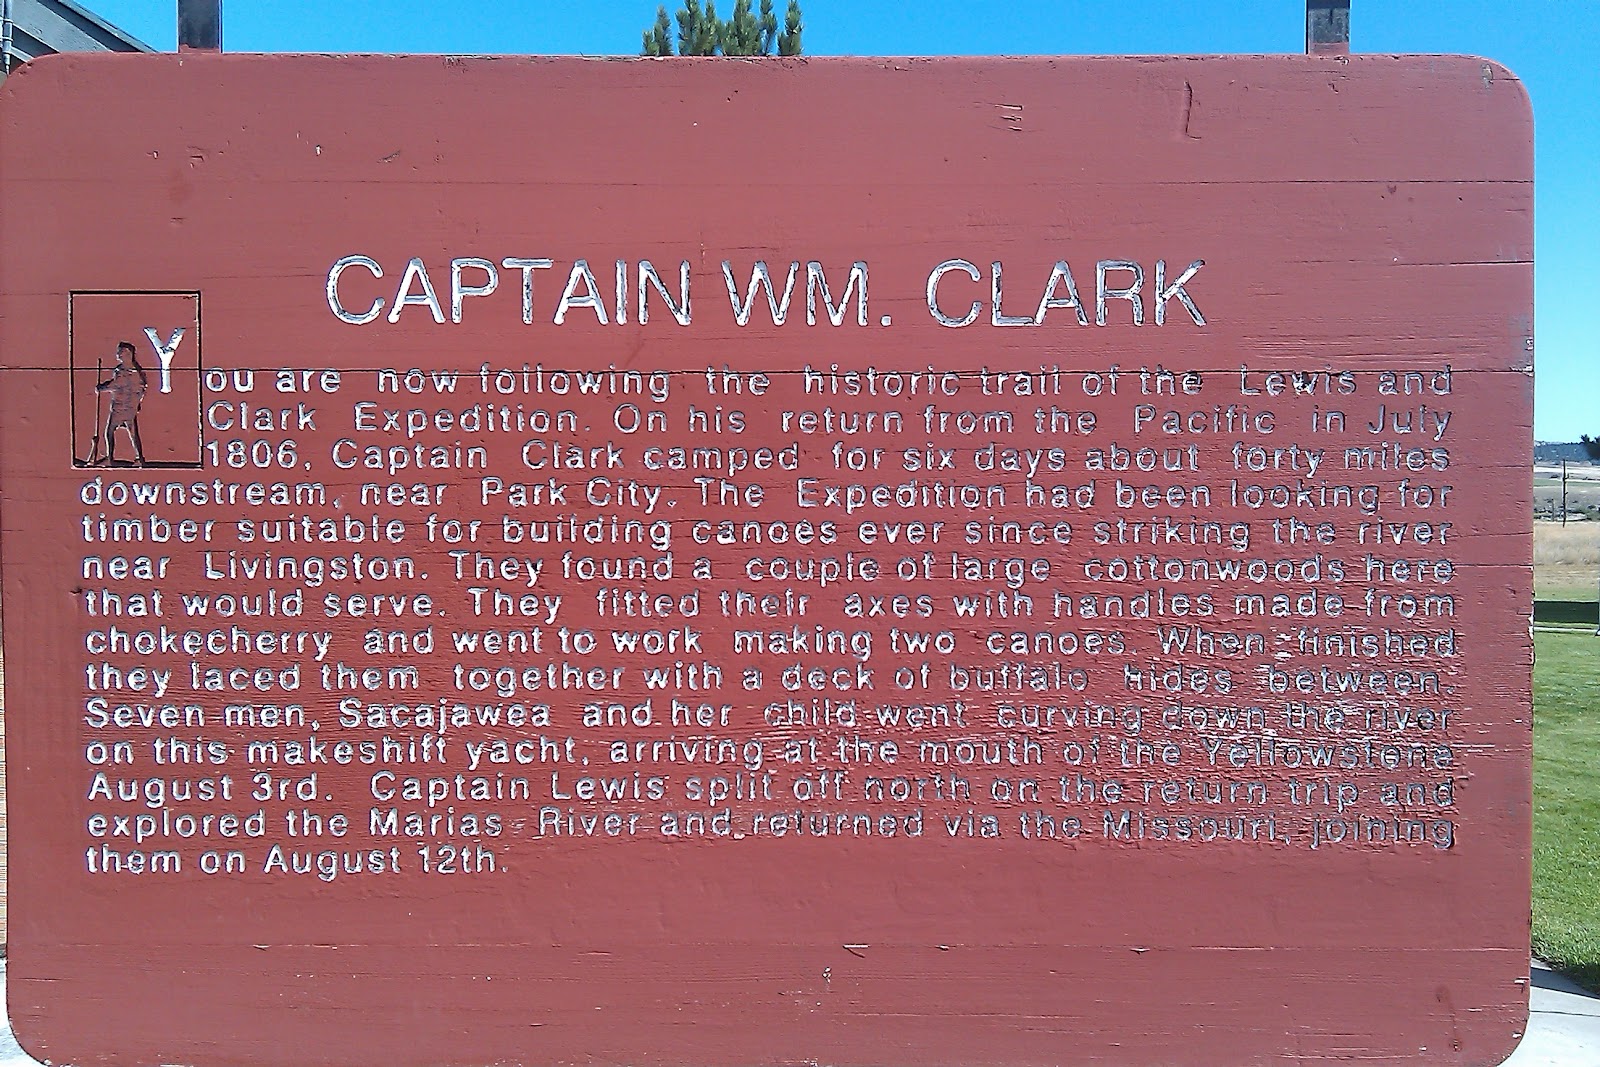 CAPTAIN WM. CLARK
You are now following the historic trail of the Lewis and
Clark Expedition. On his return from the Pacific in July
1806, Captain Clark camped for six days about forty miles
downstream, near Park City. The Expedition had been looking for
timber suitable for building canoes ever since striking the river
near Livingston. They found a couple of large cottonwoods here
that would serve. They fitted their axes with handles made from
chokecherry and went to work making two canoes. When finished
they laced them together with a deck of buffalo hides between.
Seven men, Sacajawea and her child went curving down the river
on this makeshift yacht, arriving at the mouth of the Yellowstone
August 3rd. Captain Lewis split off north on the return trip and
explored the Marias River and returned via the Missouri, joining
them on August 12th.